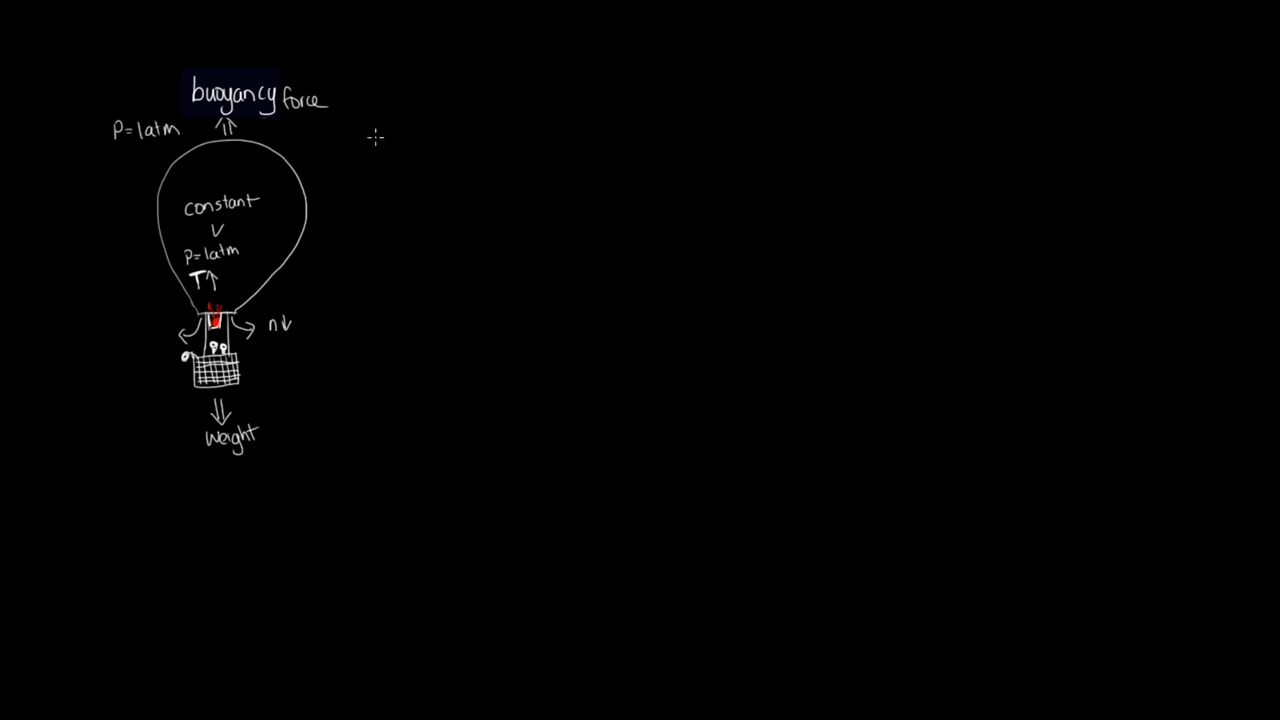 buoyancy force
P=1atm
constant
V
P=1atm
T↑
n↓
weight